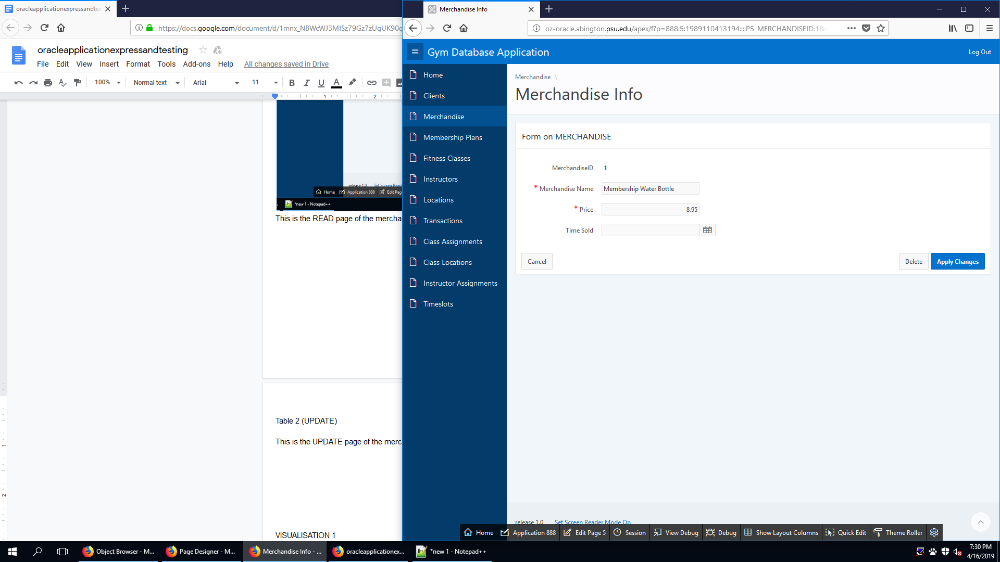 oracleapplicationexpressandtes
https://docs.google.com/document/d/1mnx_N8WcWJ3MISz79Gz7zUgUK90g
oracleapplicationexpressandtesting
File Edit View Insert Format Tools Add-ons Help All changes saved in Drive
100% Normal text Arial 11 B I U A
1 2
release 1.0 Set Screen Read
Home Application 888 Edit Pag
*new 1 - Notepad++
This is the READ page of the mercha
Table 2 (UPDATE)
This is the UPDATE page of the merc
VISUALISATION 1
1
2
Merchandise Info
oz-oracle.abington.psu.edu/apex/f?p=888:5:1989110413194::::P5_MERCHANDISEID:1&c
Gym Database Application
Log Out
Home
Clients
Merchandise
Membership Plans
Fitness Classes
Instructors
Locations
Transactions
Class Assignments
Class Locations
Instructor Assignments
Timeslots
Merchandise \
Merchandise Info
Form on MERCHANDISE
MerchandiseID 1
* Merchandise Name Membership Water Bottle
* Price 8.95
Time Sold
Cancel Delete Apply Changes
release 1.0 Set Screen Reader Mode On
Home Application 888 Edit Page 5 Session View Debug Debug Show Layout Columns Quick Edit Theme Roller
Object Browser - M... Page Designer - M... Merchandise Info - ... oracleapplicationex... *new 1 - Notepad++
7:30 PM
4/16/2019